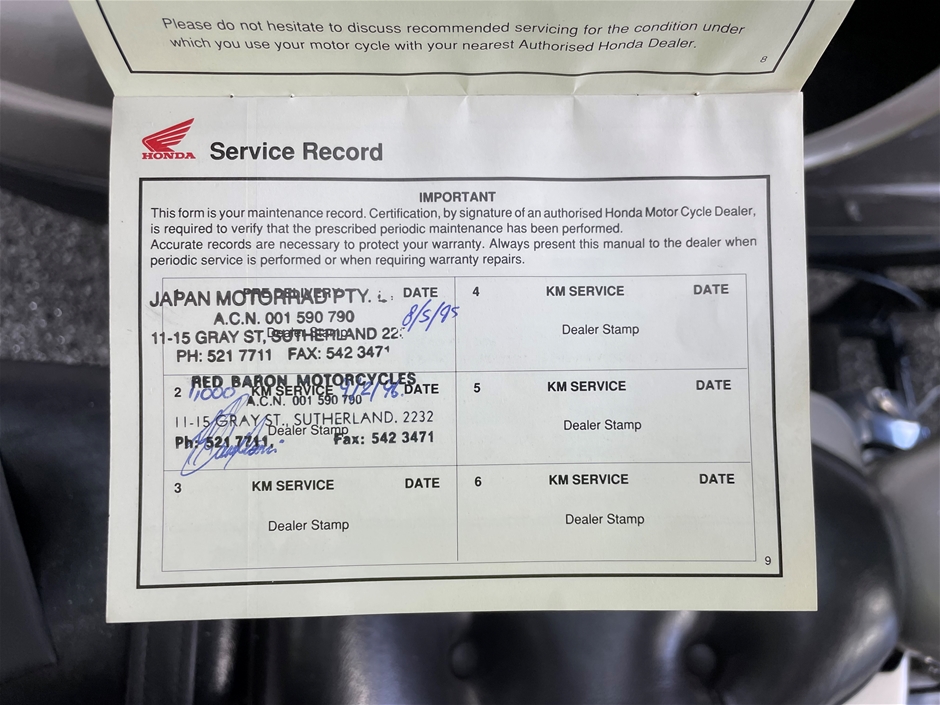 Please do not hesitate to discuss recommended servicing for the condition under
which you use your motor cycle with your nearest Authorised Honda Dealer.
8
HONDA
Service Record
IMPORTANT
This form is your maintenance record. Certification, by signature of an authorised Honda Motor Cycle Dealer,
is required to verify that the prescribed periodic maintenance has been performed.
Accurate records are necessary to protect your warranty. Always present this manual to the dealer when
periodic service is performed or when requiring warranty repairs.
PRE DELIVERY DATE
JAPAN MOTORRAD PTY.
8/5/95
A.C.N. 001 590 790
Dealer Stamp
11-15 GRAY ST, SUTHERLAND
PH: 521 7711 FAX: 542 3471
RED BARON MOTORCYCLES
2 KM SERVICE DATE
A.C.N. 001 590 790
11-15 GRAY ST., SUTHERLAND. 2232
Dealer Stamp
Ph: 521 7711. Fax: 542 3471
3 KM SERVICE DATE
Dealer Stamp
4 KM SERVICE DATE
Dealer Stamp
5 KM SERVICE DATE
Dealer Stamp
6 KM SERVICE DATE
Dealer Stamp
9